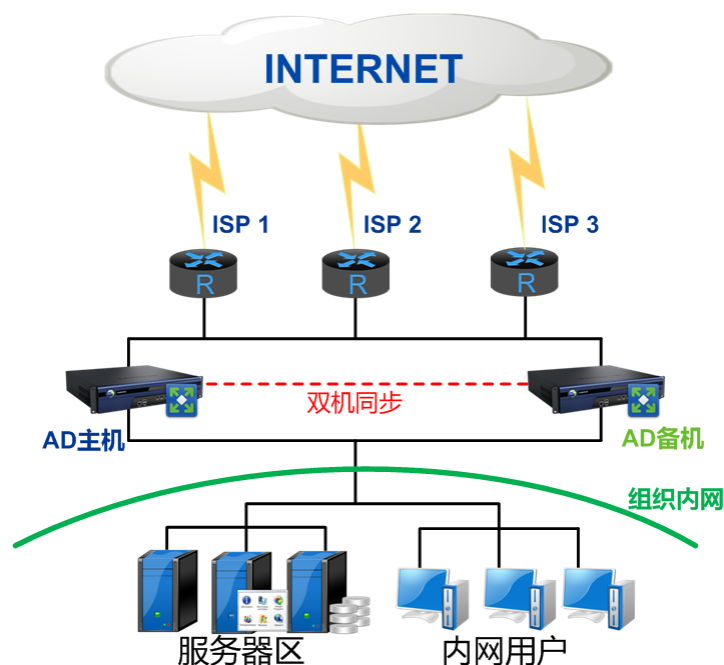 INTERNET
ISP 1
ISP 2
ISP 3
R
R
R
双机同步
AD主机
AD备机
组织内网
服务器区
内网用户